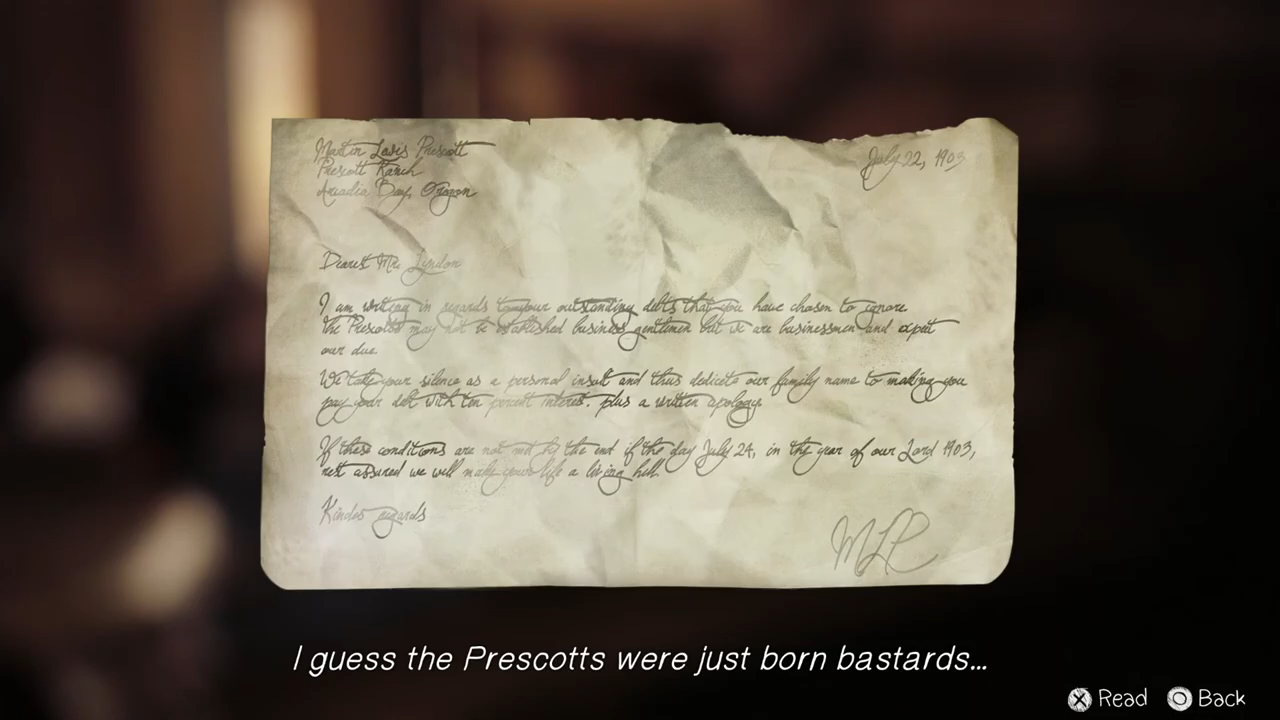 Martin Lewis Prescott
Prescott Ranch
Arcadia Bay, Oregon
July 22, 1903
Dearest Mr. Lyndon
I am writing in regards to your outstanding debts that you have chosen to ignore.
The Prescotts may not be established business gentlemen but we are businessmen and expect
our due.
We take your silence as a personal insult and thus dedicate our family name to making you
pay your debt with ten percent interest, plus a written apology.
If these conditions are not met by the end if the day July 24, in the year of our Lord 1903,
rest assured we will make your life a living hell.
Kindest regards
MLP
I guess the Prescotts were just born bastards...
Read
Back